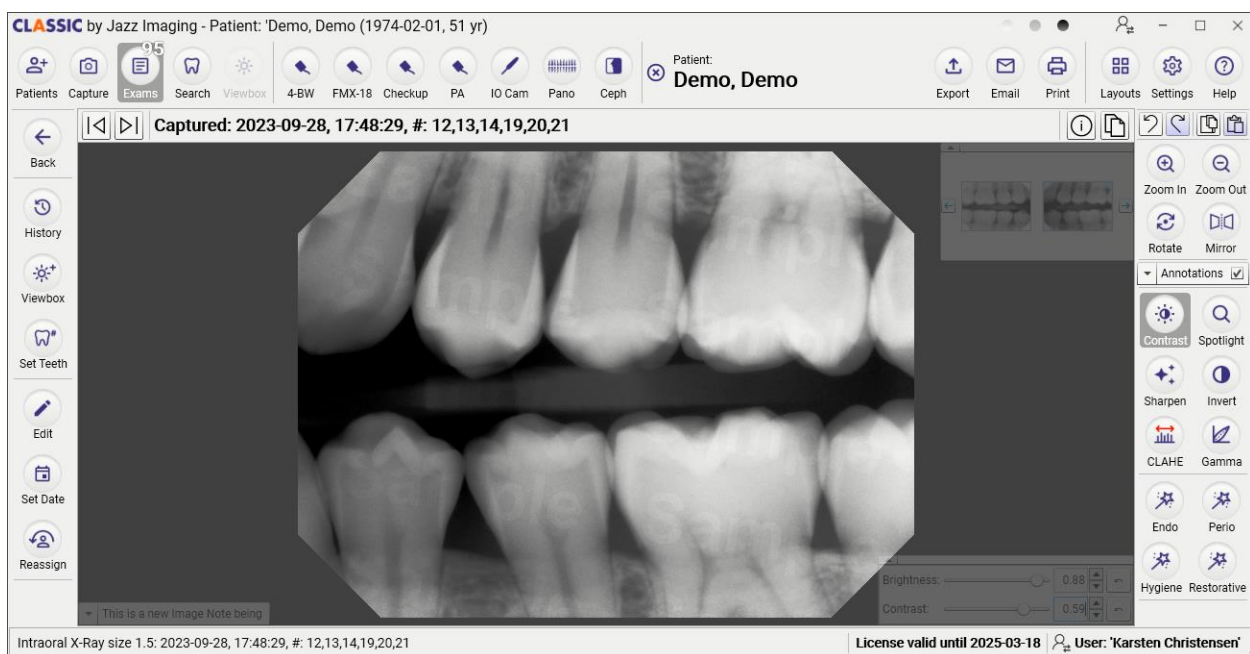 CLASSIC by Jazz Imaging - Patient: 'Demo, Demo (1974-02-01, 51 yr)
95
Patients Capture Exams Search Viewbox 4-BW FMX-18 Checkup PA IO Cam Pano Ceph
Patient:
Demo, Demo
Export Email Print Layouts Settings Help
Captured: 2023-09-28, 17:48:29, #: 12,13,14,19,20,21
Back
History
Viewbox
Set Teeth
Edit
Set Date
Reassign
Zoom In Zoom Out
Rotate Mirror
Annotations
Contrast Spotlight
Sharpen Invert
CLAHE Gamma
Endo Perio
Hygiene Restorative
Brightness: 0.88
Contrast: 0.59
This is a new Image Note being
Intraoral X-Ray size 1.5: 2023-09-28, 17:48:29, #: 12,13,14,19,20,21
License valid until 2025-03-18 User: 'Karsten Christensen'